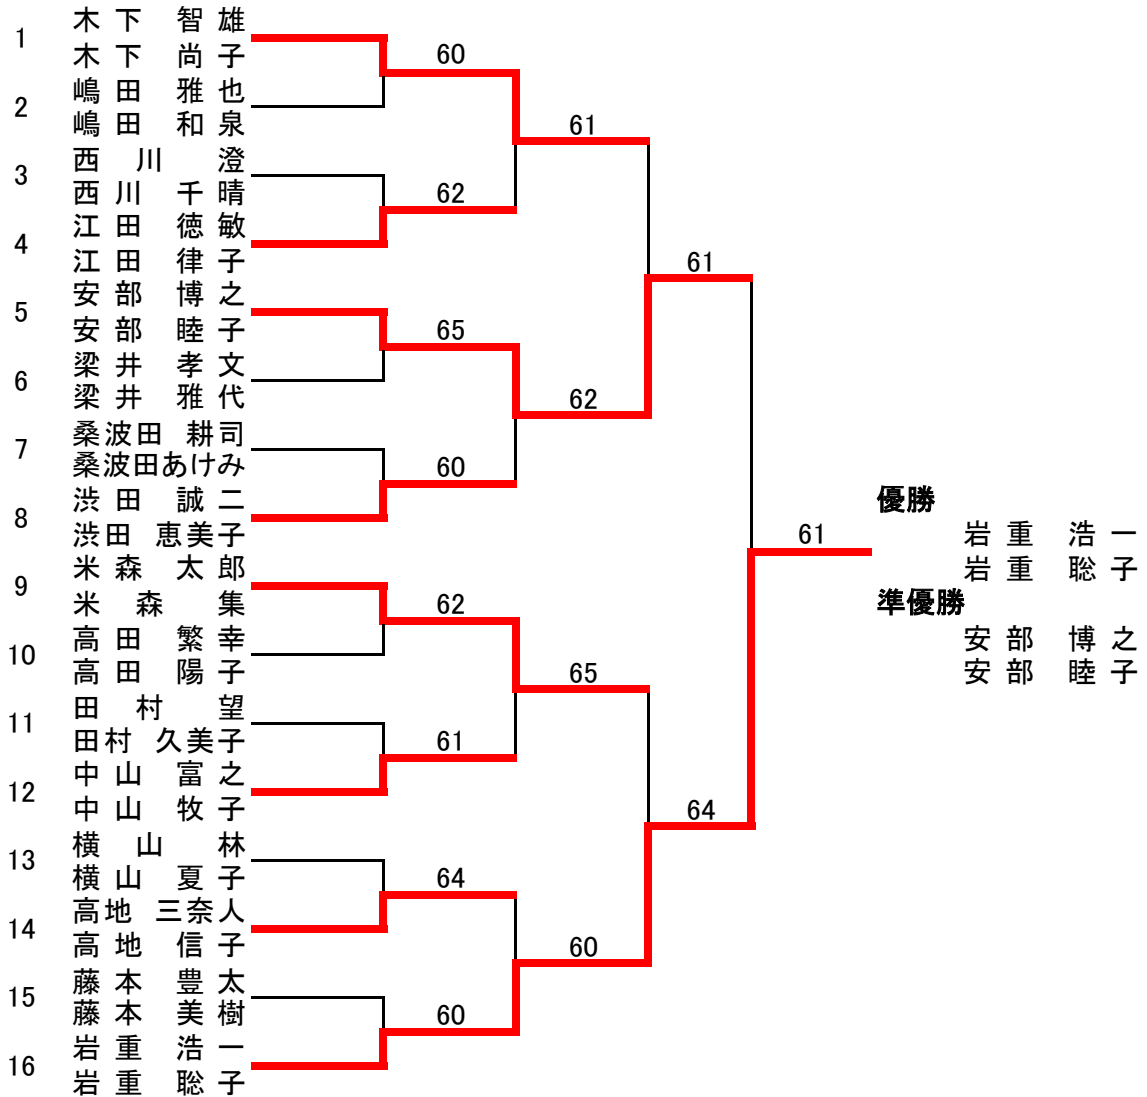 1 木下 智雄
木下 尚子
2 嶋田 雅也
嶋田 和泉
3 西川 澄
西川 千晴
4 江田 徳敏
江田 律子
5 安部 博之
安部 睦子
6 梁井 孝文
梁井 雅代
7 桑波田 耕司
桑波田あけみ
8 渋田 誠二
渋田 恵美子
9 米森 太郎
米森 集
10 高田 繁幸
高田 陽子
11 田村 望
田村 久美子
12 中山 富之
中山 牧子
13 横山 林
横山 夏子
14 高地 三奈人
高地 信子
15 藤本 豊太
藤本 美樹
16 岩重 浩一
岩重 聡子
60
62
65
60
62
61
64
60
61
62
65
60
61
64
61
優勝
岩重 浩一
岩重 聡子
準優勝
安部 博之
安部 睦子